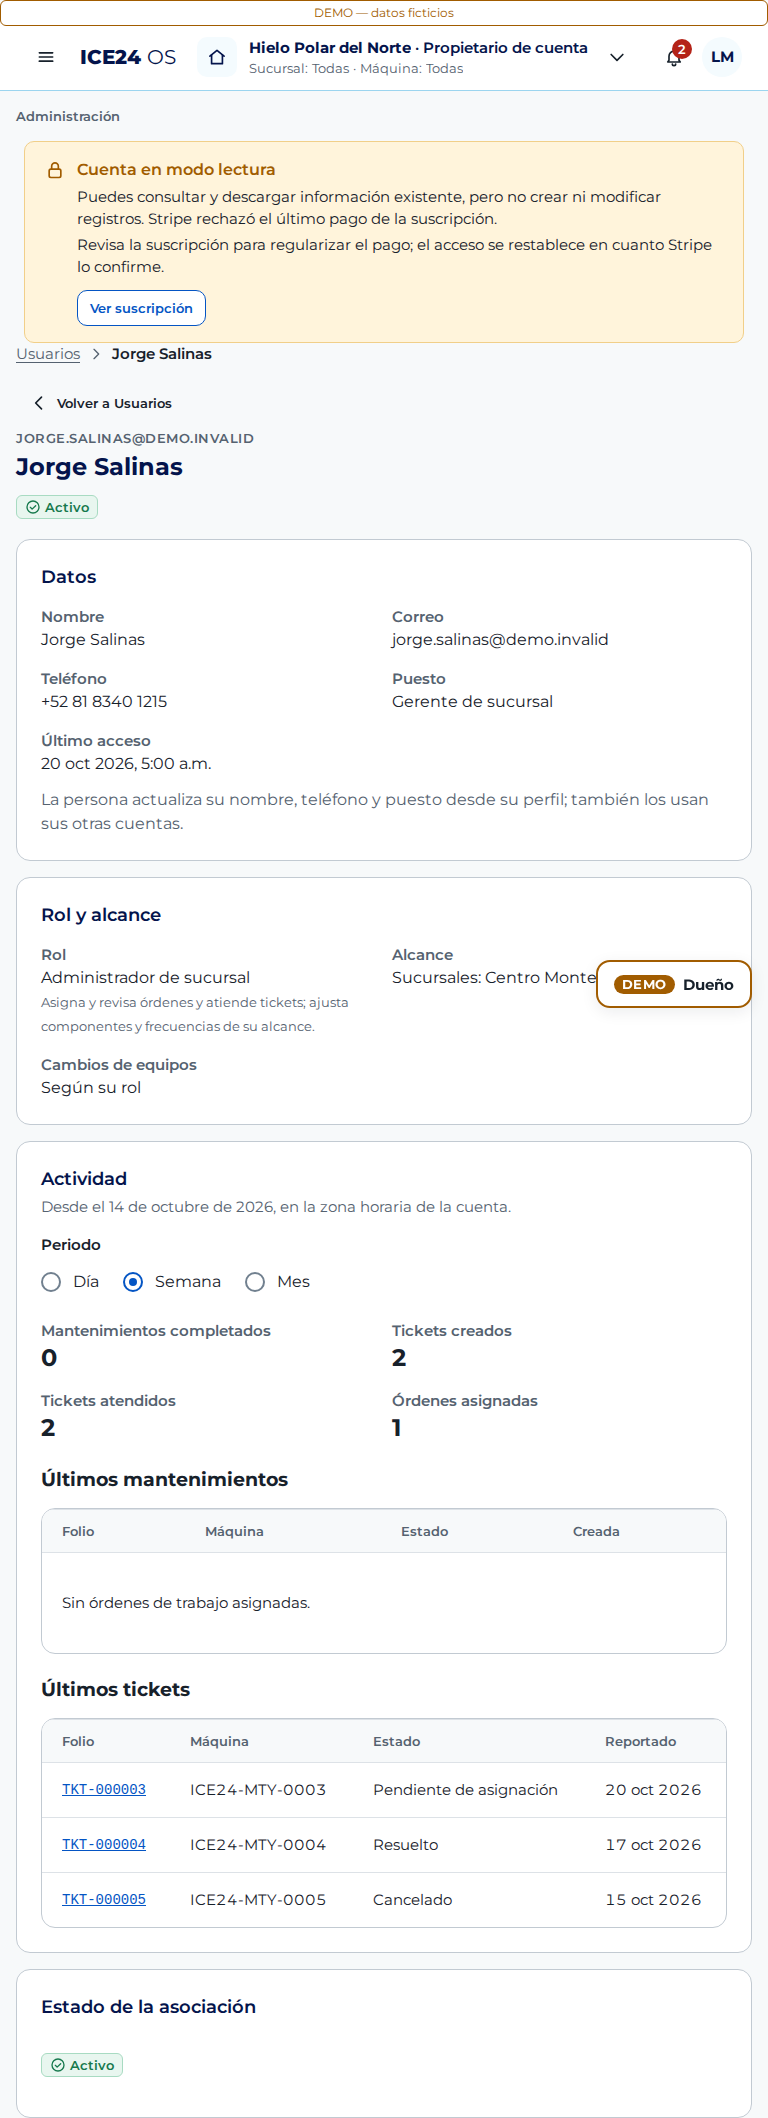 DEMO — datos ficticios
ICE24 OS
Hielo Polar del Norte · Propietario de cuenta
Sucursal: Todas · Máquina: Todas
2
LM
Administración
Cuenta en modo lectura
Puedes consultar y descargar información existente, pero no crear ni modificar
registros. Stripe rechazó el último pago de la suscripción.
Revisa la suscripción para regularizar el pago; el acceso se restablece en cuanto Stripe
lo confirme.
Ver suscripción
Usuarios
Jorge Salinas
Volver a Usuarios
JORGE.SALINAS@DEMO.INVALID
Jorge Salinas
Activo
Datos
Nombre
Jorge Salinas
Correo
jorge.salinas@demo.invalid
Teléfono
+52 81 8340 1215
Puesto
Gerente de sucursal
Último acceso
20 oct 2026, 5:00 a.m.
La persona actualiza su nombre, teléfono y puesto desde su perfil; también los usan
sus otras cuentas.
Rol y alcance
Rol
Administrador de sucursal
Asigna y revisa órdenes y atiende tickets; ajusta
componentes y frecuencias de su alcance.
Alcance
Sucursales: Centro Monte
DEMO Dueño
Cambios de equipos
Según su rol
Actividad
Desde el 14 de octubre de 2026, en la zona horaria de la cuenta.
Periodo
Día Semana Mes
Mantenimientos completados
0
Tickets creados
2
Tickets atendidos
2
Órdenes asignadas
1
Últimos mantenimientos
Folio Máquina Estado Creada
Sin órdenes de trabajo asignadas.
Últimos tickets
Folio Máquina Estado Reportado
TKT-000003 ICE24-MTY-0003 Pendiente de asignación 20 oct 2026
TKT-000004 ICE24-MTY-0004 Resuelto 17 oct 2026
TKT-000005 ICE24-MTY-0005 Cancelado 15 oct 2026
Estado de la asociación
Activo